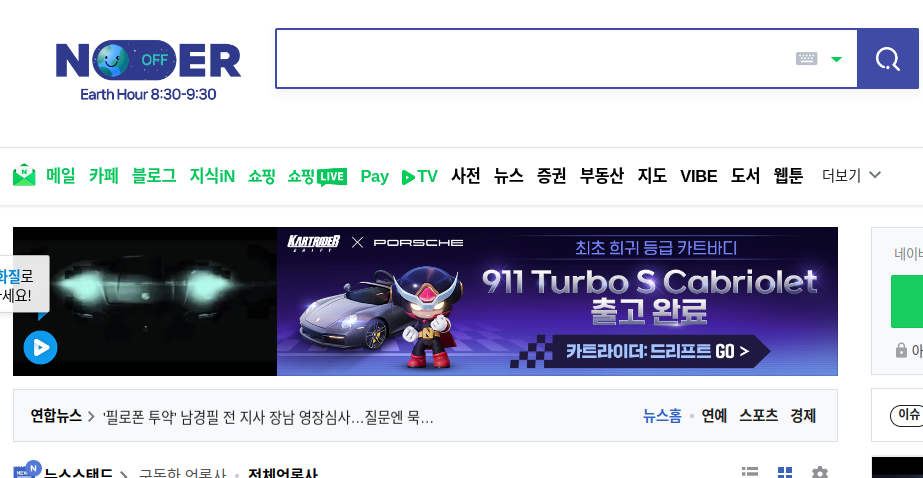 NOVER
OFF
Earth Hour 8:30-9:30
N 메일 카페 블로그 지식iN 쇼핑 쇼핑LIVE Pay TV 사전 뉴스 증권 부동산 지도 VIBE 도서 웹툰 더보기
KARTRIDER DRIFT × PORSCHE
최초 희귀 등급 카트바디
911 Turbo S Cabriolet
출고 완료
카트라이더: 드리프트 GO >
화질로
세요!
연합뉴스 > '필로폰 투약' 남경필 전 지사 장남 영장심사…질문엔 묵… 뉴스홈 연예 스포츠 경제
이슈
뉴스스탠드 > 구독한 언론사 · 전체언론사